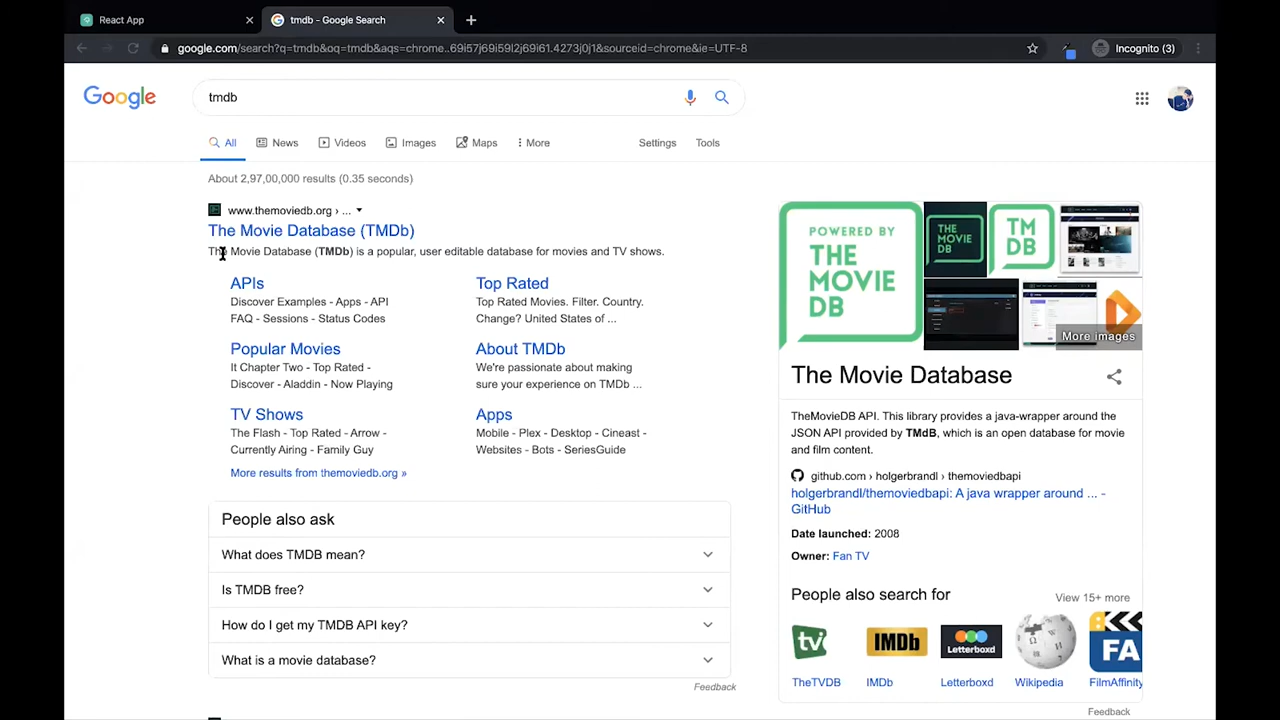 React App
tmdb - Google Search
google.com/search?q=tmdb&oq=tmdb&aqs=chrome..69i57j69i59l2j69i61.4273j0j1&sourceid=chrome&ie=UTF-8
Incognito (3)
Google
tmdb
All
News
Videos
Images
Maps
More
Settings
Tools
About 2,97,00,000 results (0.35 seconds)
www.themoviedb.org › ...
The Movie Database (TMDb)
The Movie Database (TMDb) is a popular, user editable database for movies and TV shows.
APIs
Discover Examples - Apps - API
FAQ - Sessions - Status Codes
Top Rated
Top Rated Movies. Filter. Country.
Change? United States of ...
Popular Movies
It Chapter Two - Top Rated -
Discover - Aladdin - Now Playing
About TMDb
We're passionate about making
sure your experience on TMDb ...
TV Shows
The Flash - Top Rated - Arrow -
Currently Airing - Family Guy
Apps
Mobile - Plex - Desktop - Cineast -
Websites - Bots - SeriesGuide
More results from themoviedb.org »
People also ask
What does TMDB mean?
Is TMDB free?
How do I get my TMDB API key?
What is a movie database?
Feedback
POWERED BY
THE
MOVIE
DB
THE
MOVIE
DB
TM
DB
More images
The Movie Database
TheMovieDB API. This library provides a java-wrapper around the
JSON API provided by TMdB, which is an open database for movie
and film content.
github.com › holgerbrandl › themoviedbapi
holgerbrandl/themoviedbapi: A java wrapper around ... -
GitHub
Date launched: 2008
Owner: Fan TV
People also search for
View 15+ more
tv
IMDb
Letterboxd
FA
TheTVDB
IMDb
Letterboxd
Wikipedia
FilmAffinity
Feedback